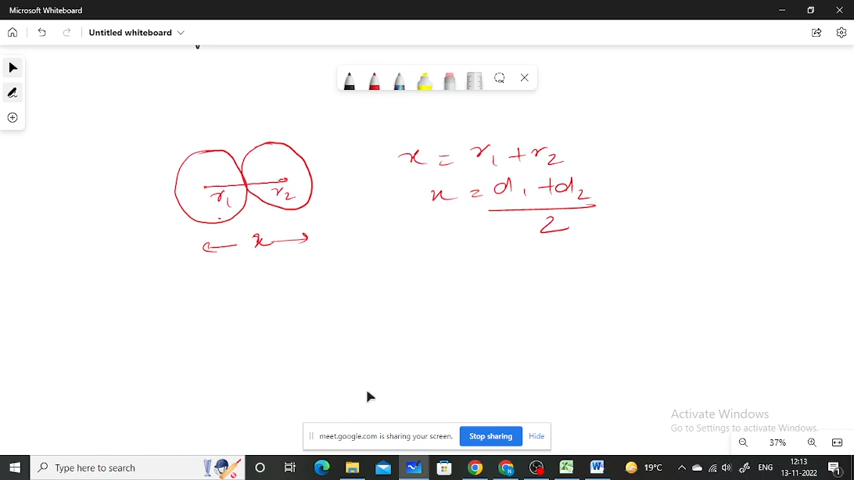 Microsoft Whiteboard
Untitled whiteboard
x = r₁ + r₂
r₁
r₂
x = d₁ + d₂
2
x
meet.google.com is sharing your screen.
Stop sharing
Hide
Activate Windows
Go to Settings to activate Windows.
37%
Type here to search
19°C
ENG
12:13
13-11-2022
1